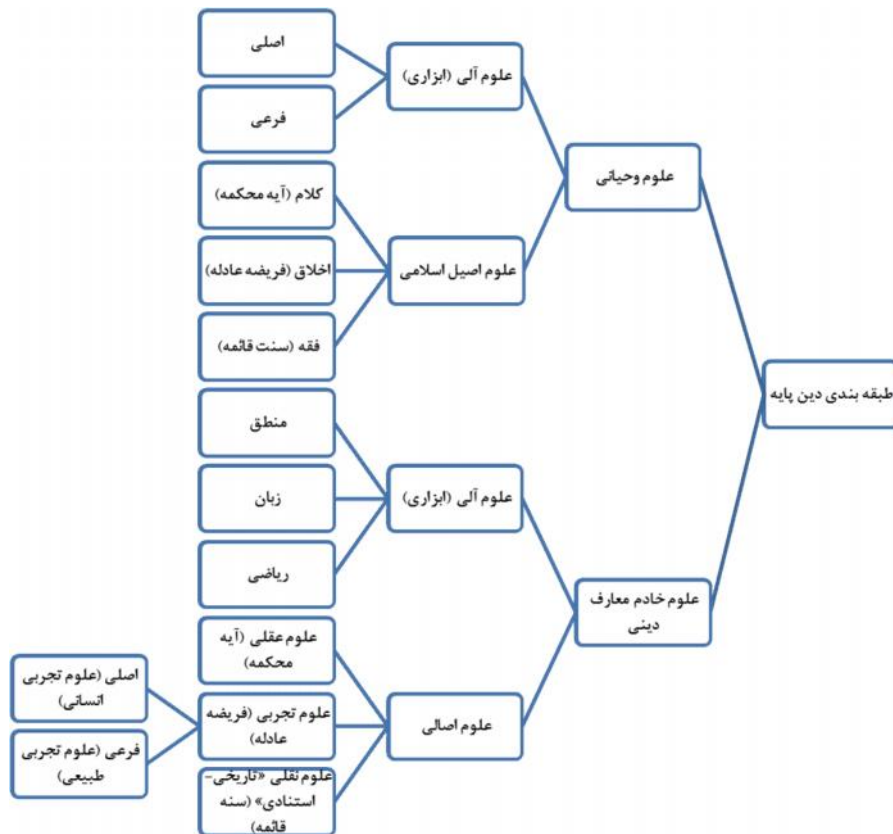 طبقه بندی دین پایه
علوم وحیانی
علوم آلی (ابزاری)
اصلی
فرعی
علوم اصیل اسلامی
کلام (آیه محکمه)
اخلاق (فریضه عادله)
فقه (سنت قائمه)
علوم خادم معارف
دینی
علوم آلی (ابزاری)
منطق
زبان
ریاضی
علوم اصالی
علوم عقلی (آیه
محکمه)
علوم تجربی (فریضه
عادله)
اصلی (علوم تجربی
انسانی)
فرعی (علوم تجربی
طبیعی)
علوم نقلی «تاریخی-
استنادی» (سنه
قائمه)